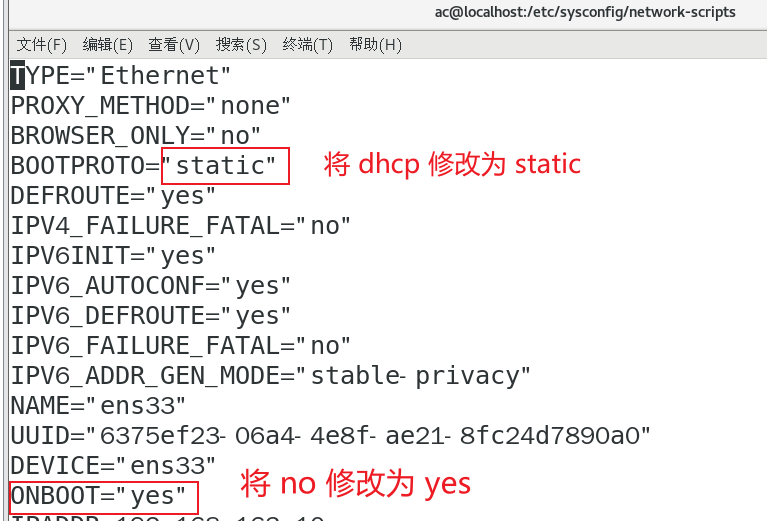 ac@localhost:/etc/sysconfig/network-scripts
文件(F) 编辑(E) 查看(V) 搜索(S) 终端(T) 帮助(H)
TYPE="Ethernet"
PROXY_METHOD="none"
BROWSER_ONLY="no"
BOOTPROTO="static" 将 dhcp 修改为 static
DEFROUTE="yes"
IPV4_FAILURE_FATAL="no"
IPV6INIT="yes"
IPV6_AUTOCONF="yes"
IPV6_DEFROUTE="yes"
IPV6_FAILURE_FATAL="no"
IPV6_ADDR_GEN_MODE="stable-privacy"
NAME="ens33"
UUID="6375ef23-06a4-4e8f-ae21-8fc24d7890a0"
DEVICE="ens33"
ONBOOT="yes" 将 no 修改为 yes